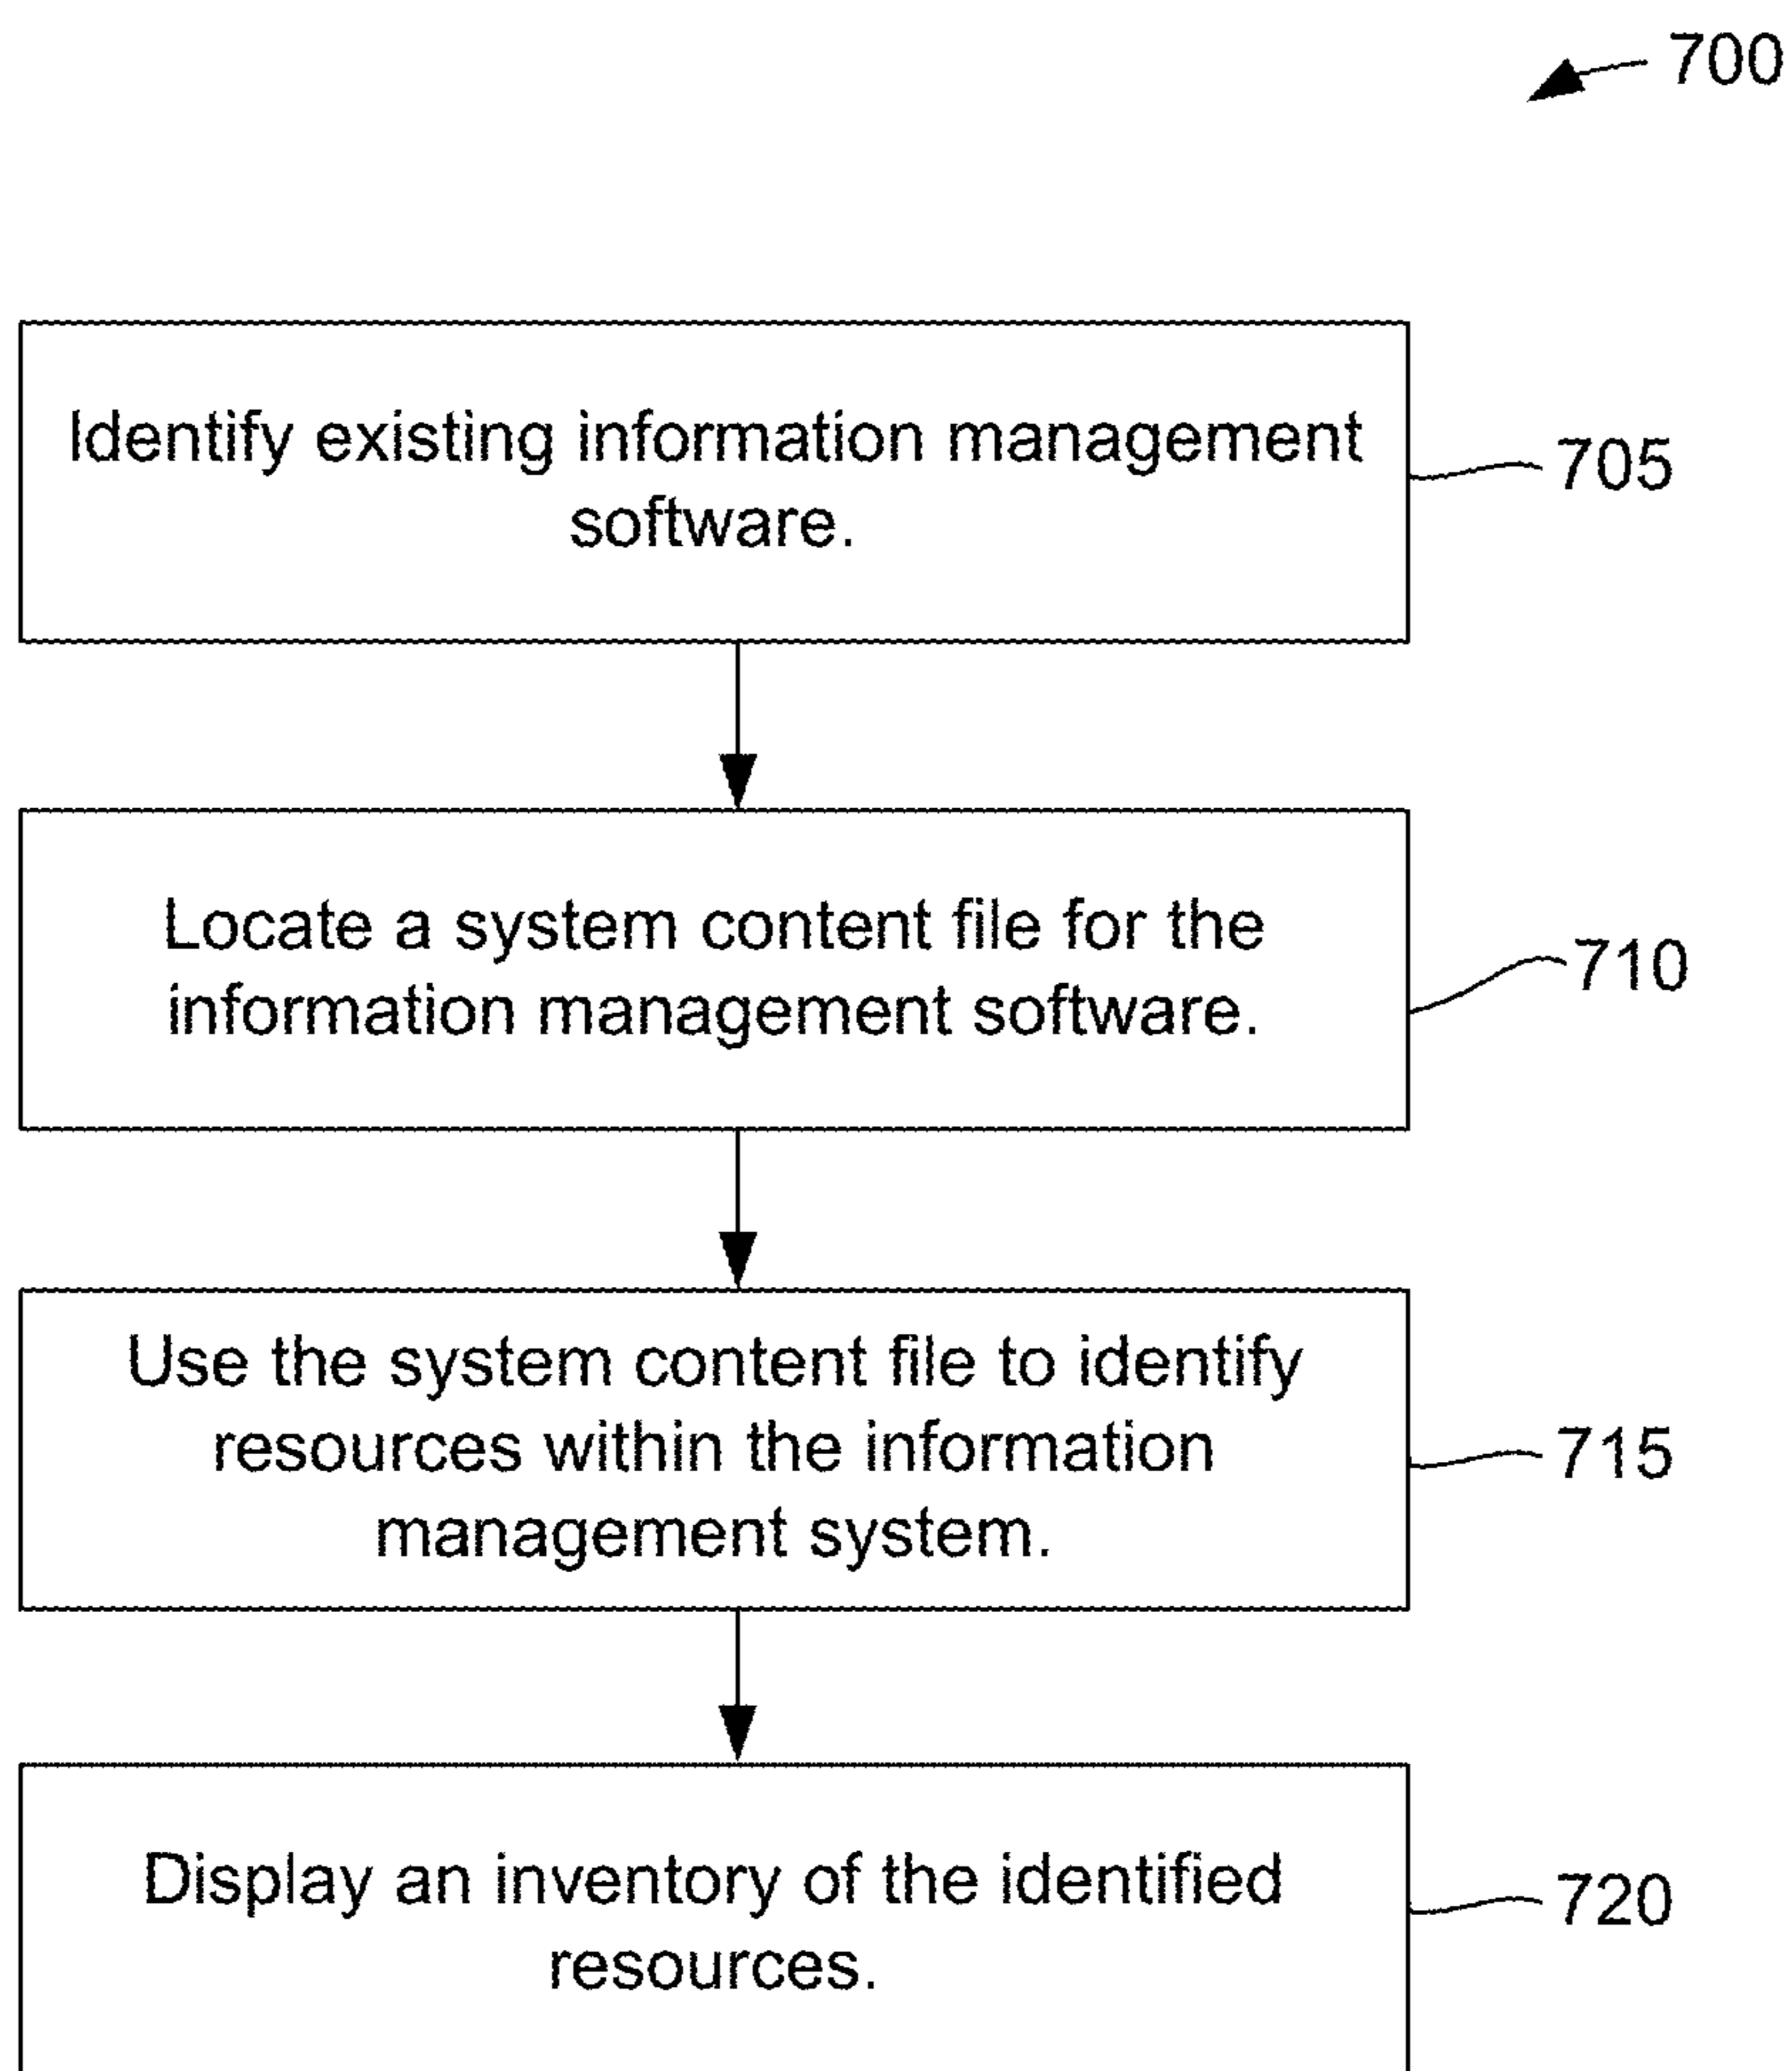 700
Identify existing information management
software.
705
Locate a system content file for the
information management software.
710
Use the system content file to identify
resources within the information
management system.
715
Display an inventory of the identified
resources.
720